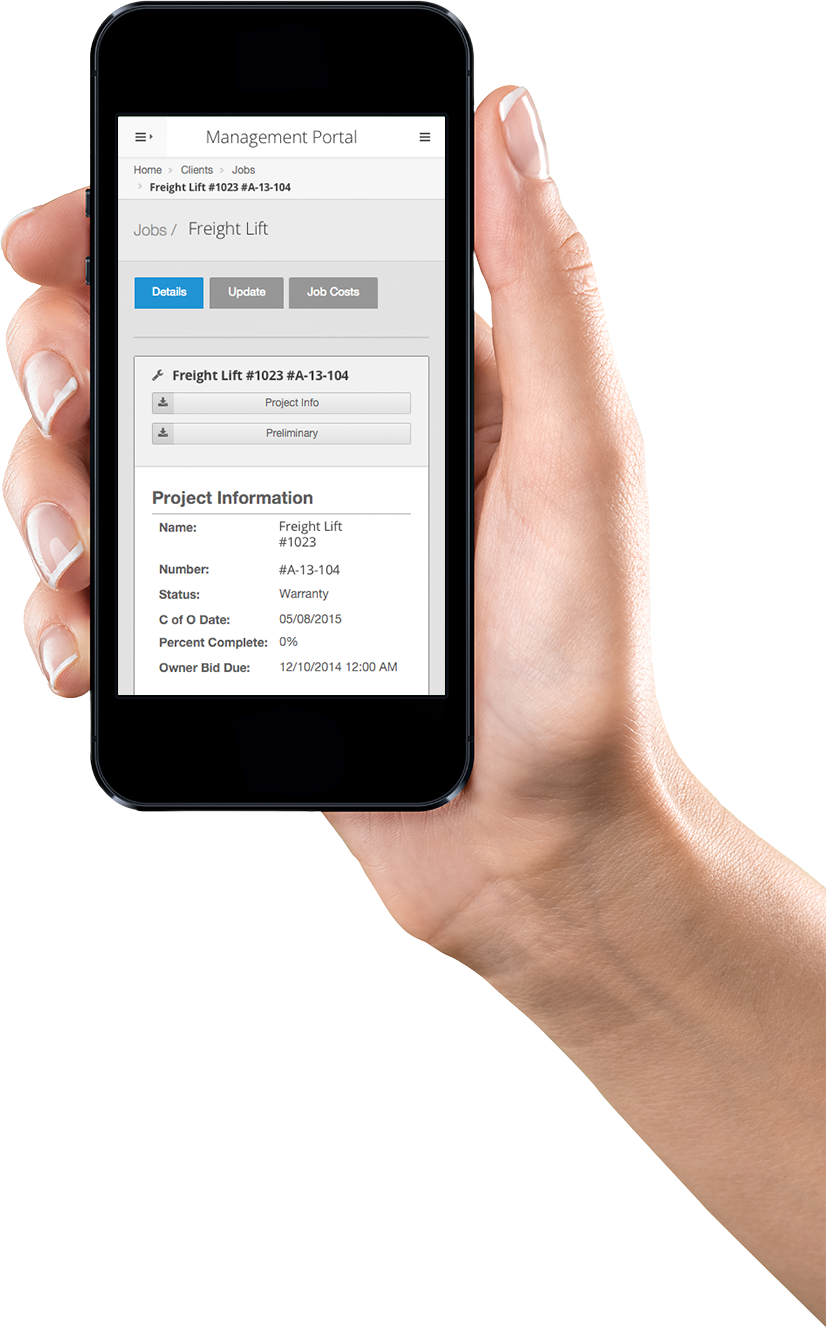 Management Portal
Home Clients Jobs
Freight Lift #1023 #A-13-104
Jobs / Freight Lift
Details Update Job Costs
Freight Lift #1023 #A-13-104
Project Info
Preliminary
Project Information
Name: Freight Lift
#1023
Number: #A-13-104
Status: Warranty
C of O Date: 05/08/2015
Percent Complete: 0%
Owner Bid Due: 12/10/2014 12:00 AM